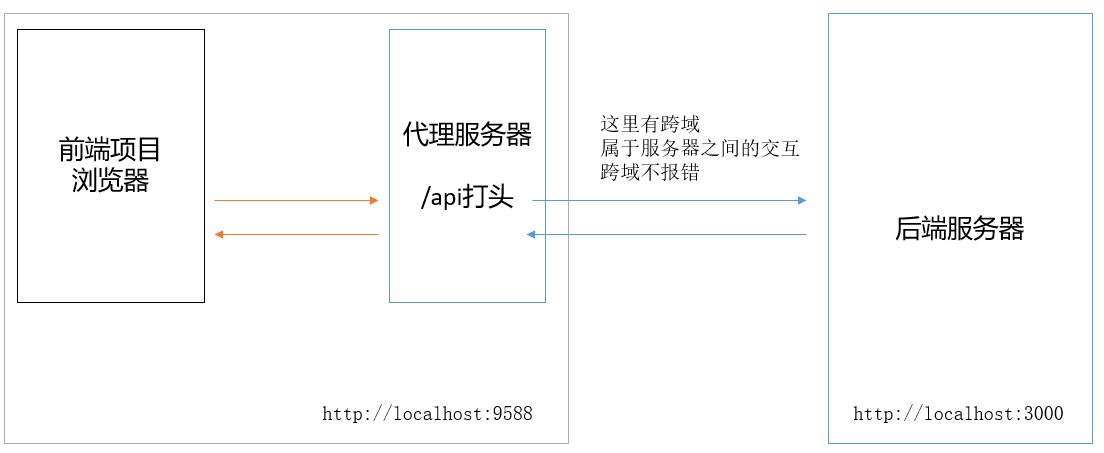 前端项目
浏览器
代理服务器
/api打头
这里有跨域
属于服务器之间的交互
跨域不报错
后端服务器
http://localhost:9588
http://localhost:3000